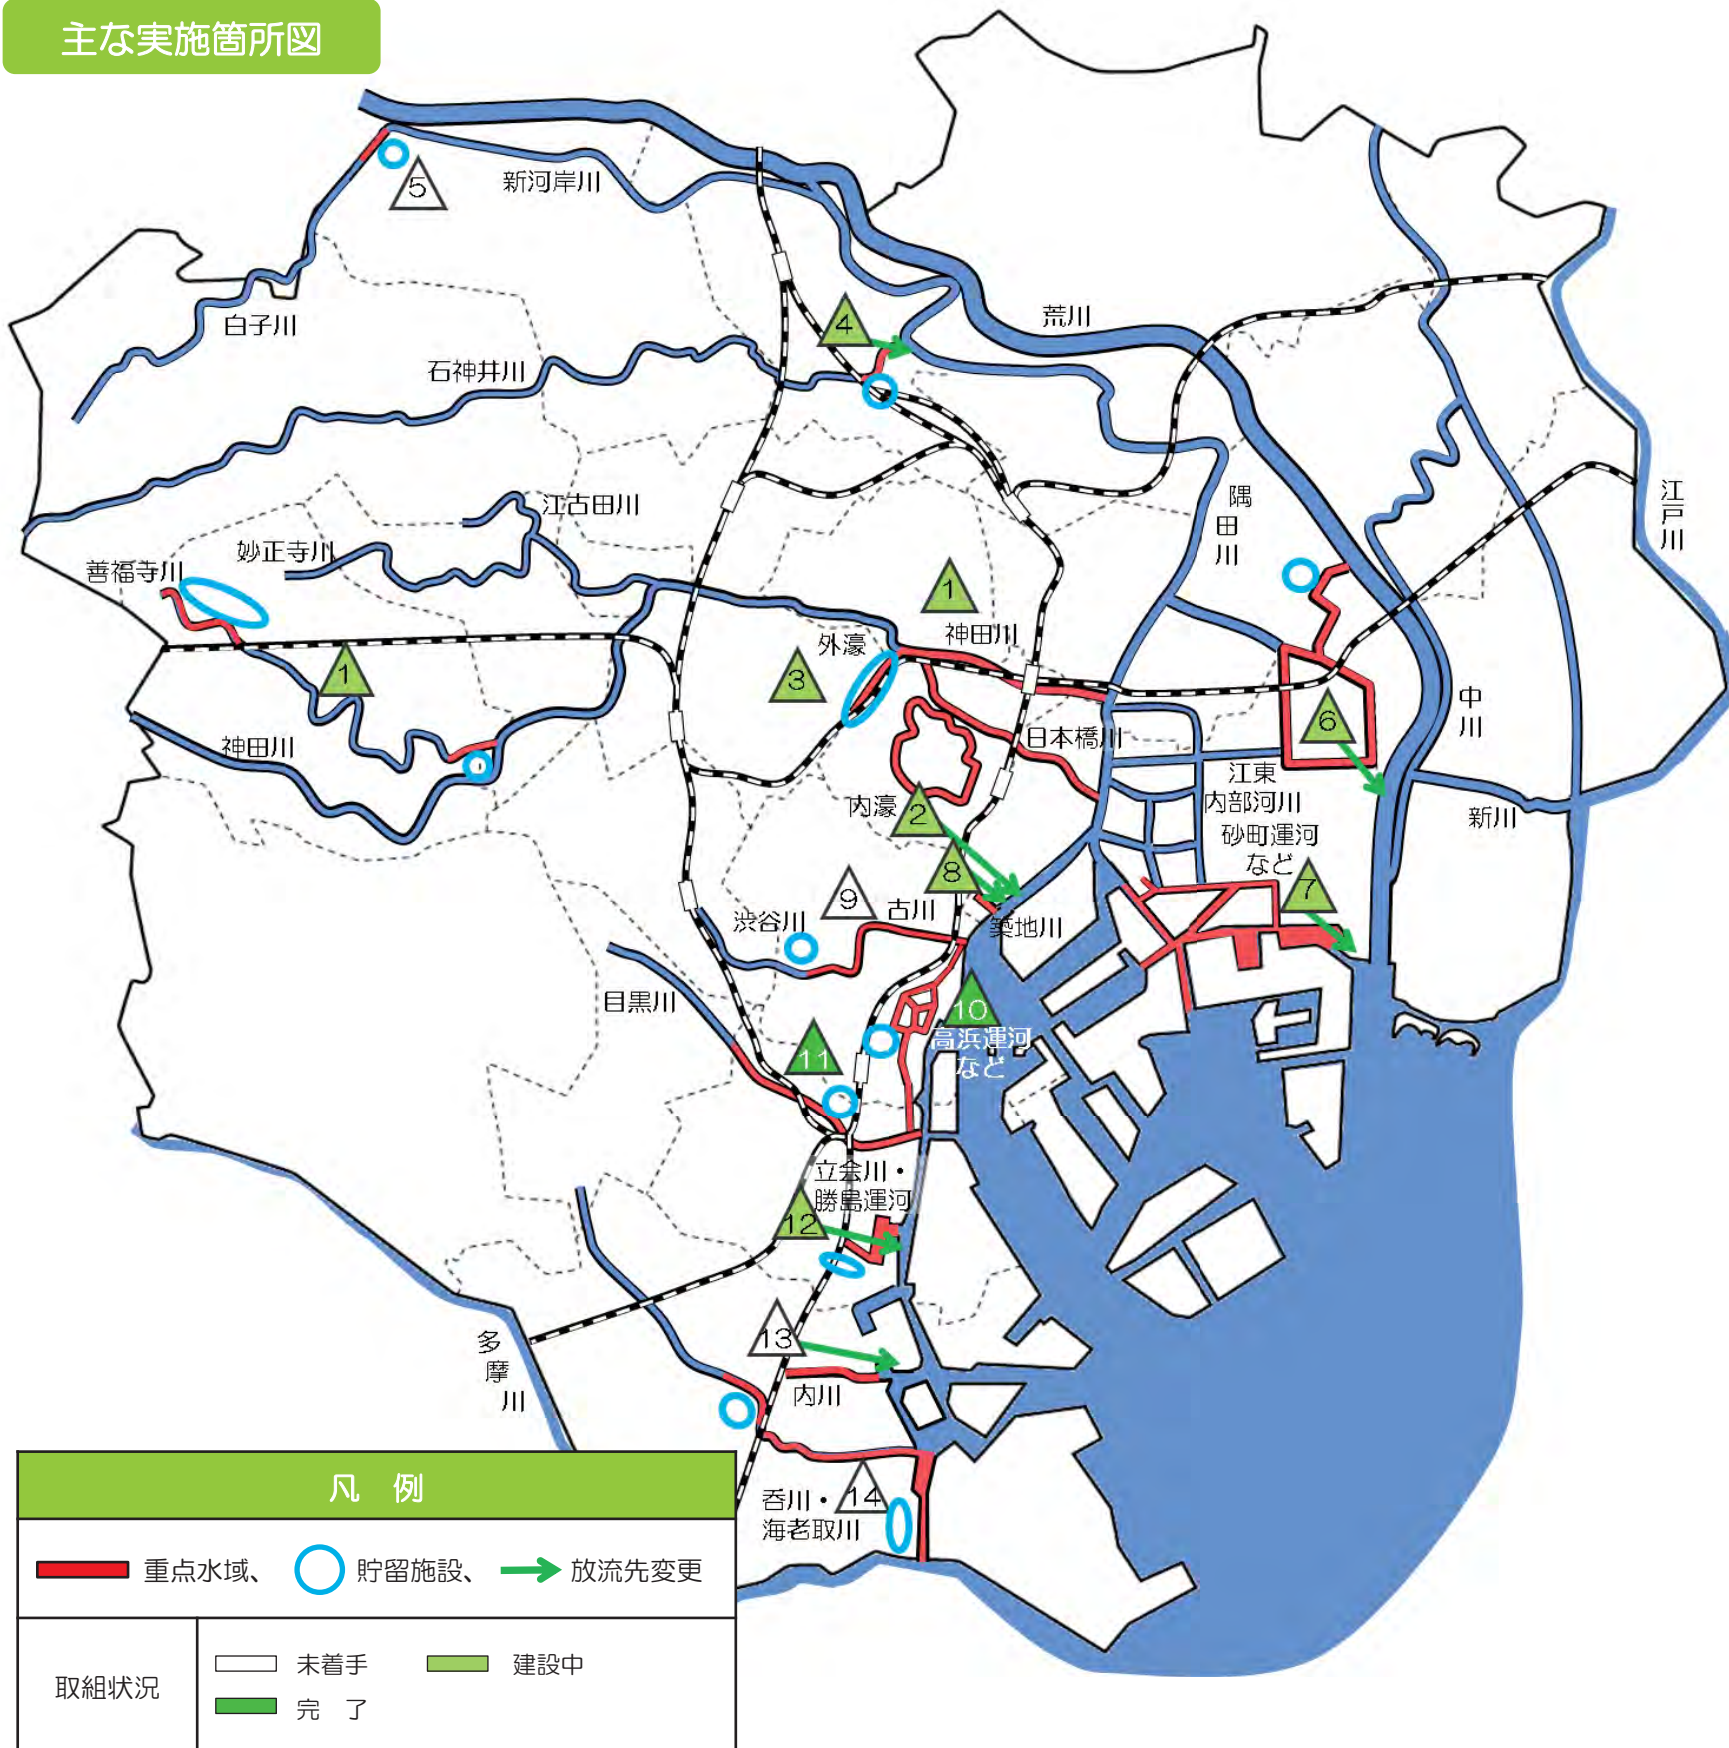 主な実施箇所図
5
新河岸川
白子川
4
荒川
石神井川
江古田川
隅田川
江戸川
妙正寺川
善福寺川
1
神田川
外濠
3
1
中川
6
神田川
日本橋川
江東
内部河川
内濠
2
新川
砂町運河
など
8
7
9
古川
渋谷川
築地川
目黒川
10
高浜運河
など
11
立会川・
勝島運河
12
13
多摩川
内川
14
呑川・
海老取川
凡 例
重点水域、 貯留施設、 放流先変更
取組状況
未着手 建設中
完 了